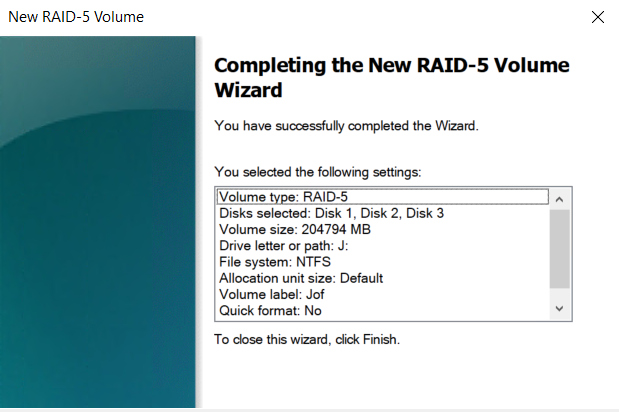 New RAID-5 Volume
Completing the New RAID-5 Volume
Wizard
You have successfully completed the Wizard.
You selected the following settings:
Volume type: RAID-5
Disks selected: Disk 1, Disk 2, Disk 3
Volume size: 204794 MB
Drive letter or path: J:
File system: NTFS
Allocation unit size: Default
Volume label: Jof
Quick format: No
To close this wizard, click Finish.